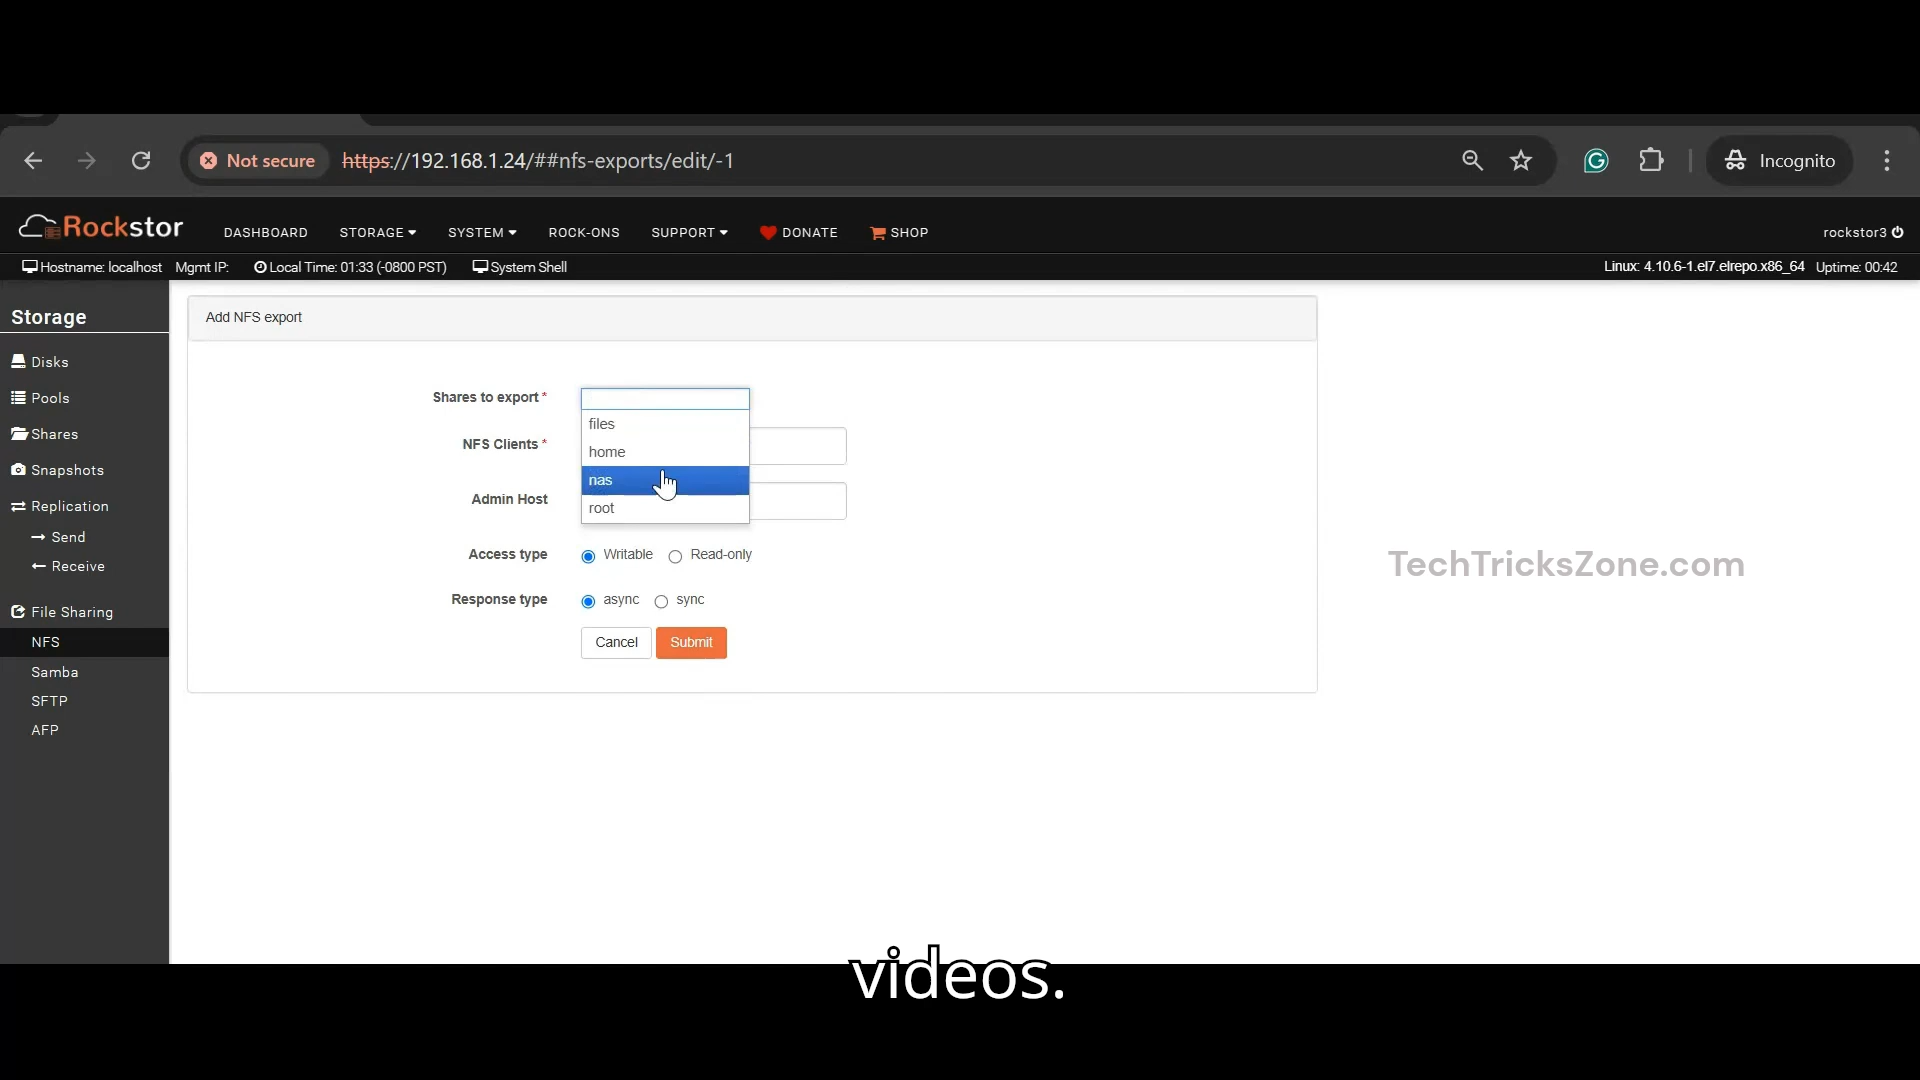 Not secure https://192.168.1.24/##nfs-exports/edit/-1 Incognito
Rockstor DASHBOARD STORAGE SYSTEM ROCK-ONS SUPPORT DONATE SHOP rockstor3
Hostname: localhost Mgmt IP: Local Time: 01:33 (-0800 PST) System Shell Linux: 4.10.6-1.el7.elrepo.x86_64 Uptime: 00:42
Storage
Disks
Pools
Shares
Snapshots
Replication
Send
Receive
File Sharing
NFS
Samba
SFTP
AFP
Add NFS export
Shares to export *
files
home
nas
root
NFS Clients *
Admin Host
Access type Writable Read-only
Response type async sync
Cancel Submit
TechTricksZone.com
videos.